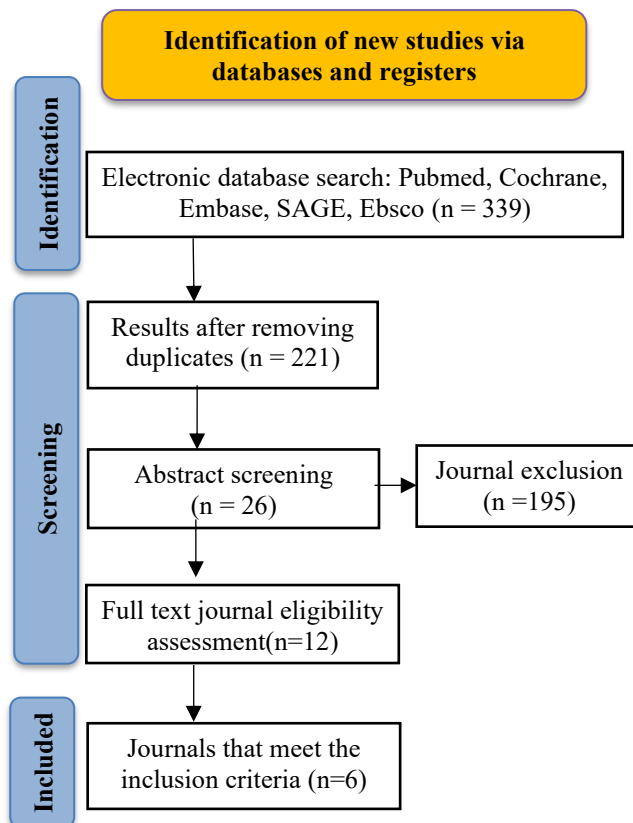 Identification of new studies via
databases and registers
Identification
Electronic database search: Pubmed, Cochrane,
Embase, SAGE, Ebsco (n = 339)
Screening
Results after removing
duplicates (n = 221)
Abstract screening
(n = 26)
Journal exclusion
(n =195)
Full text journal eligibility
assessment(n=12)
Included
Journals that meet the
inclusion criteria (n=6)